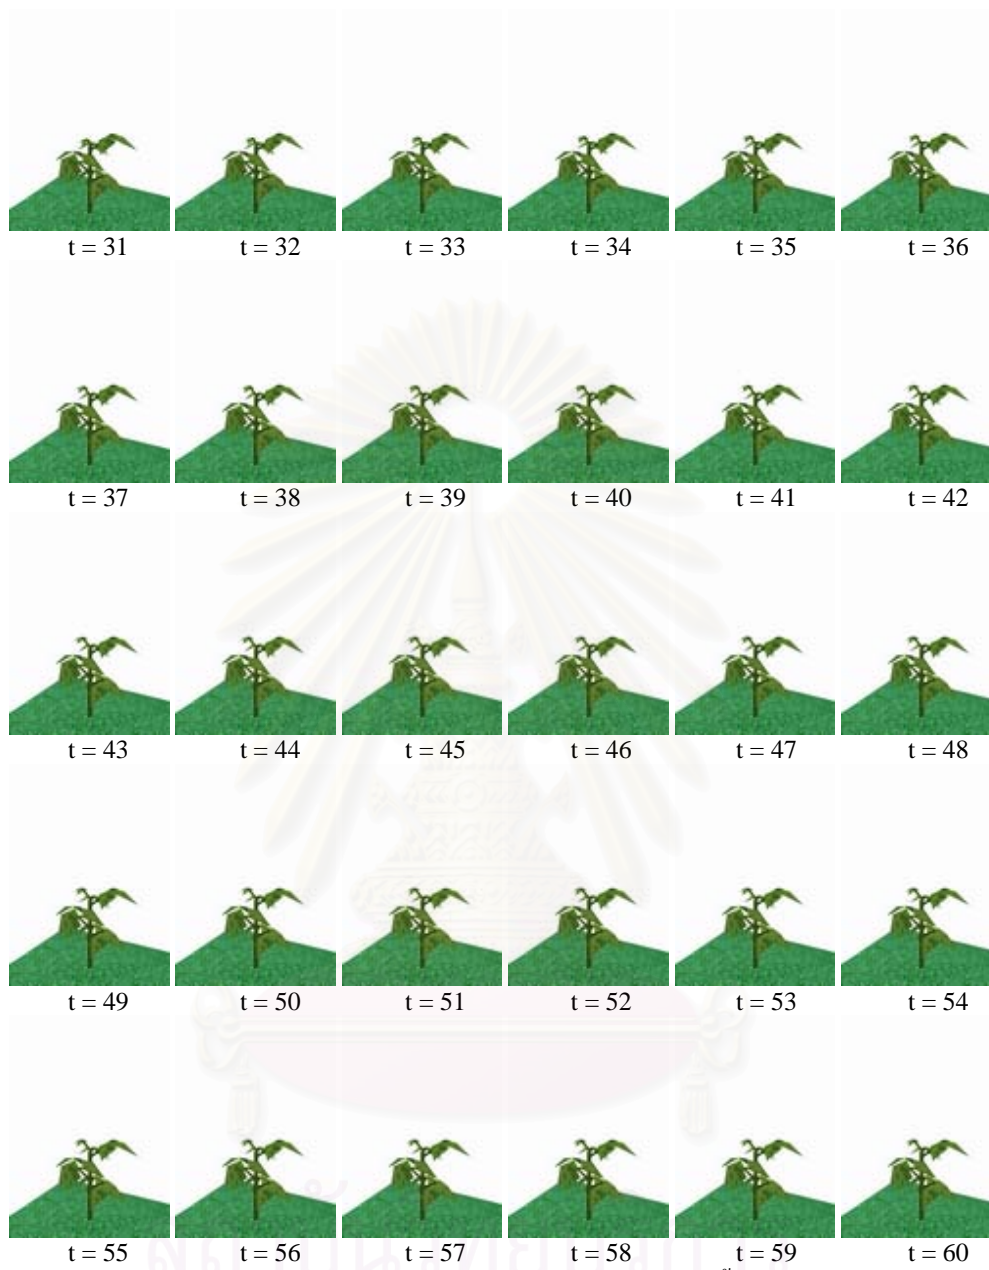 t = 31 t = 32 t = 33 t = 34 t = 35 t = 36
t = 37 t = 38 t = 39 t = 40 t = 41 t = 42
t = 43 t = 44 t = 45 t = 46 t = 47 t = 48
t = 49 t = 50 t = 51 t = 52 t = 53 t = 54
t = 55 t = 56 t = 57 t = 58 t = 59 t = 60